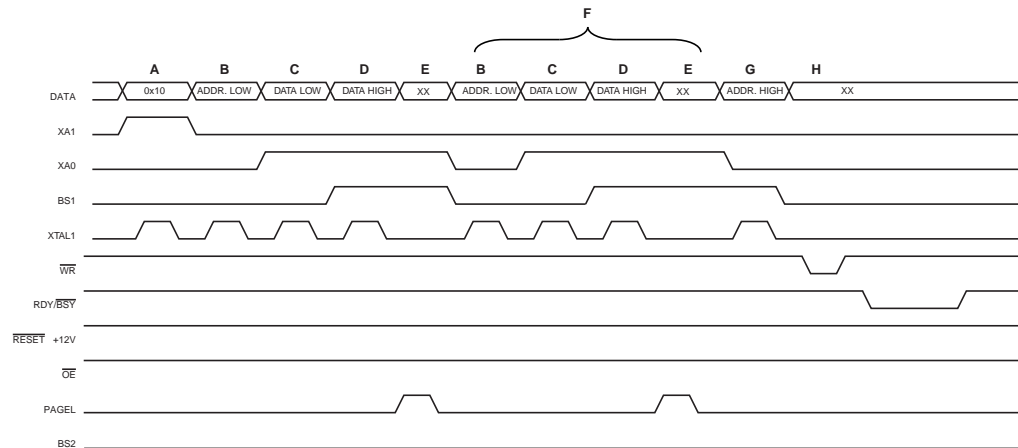 F
A B C D E B C D E G H
DATA 0x10 ADDR. LOW DATA LOW DATA HIGH XX ADDR. LOW DATA LOW DATA HIGH XX ADDR. HIGH XX
XA1
XA0
BS1
XTAL1
WR
RDY/BSY
RESET +12V
OE
PAGEL
BS2